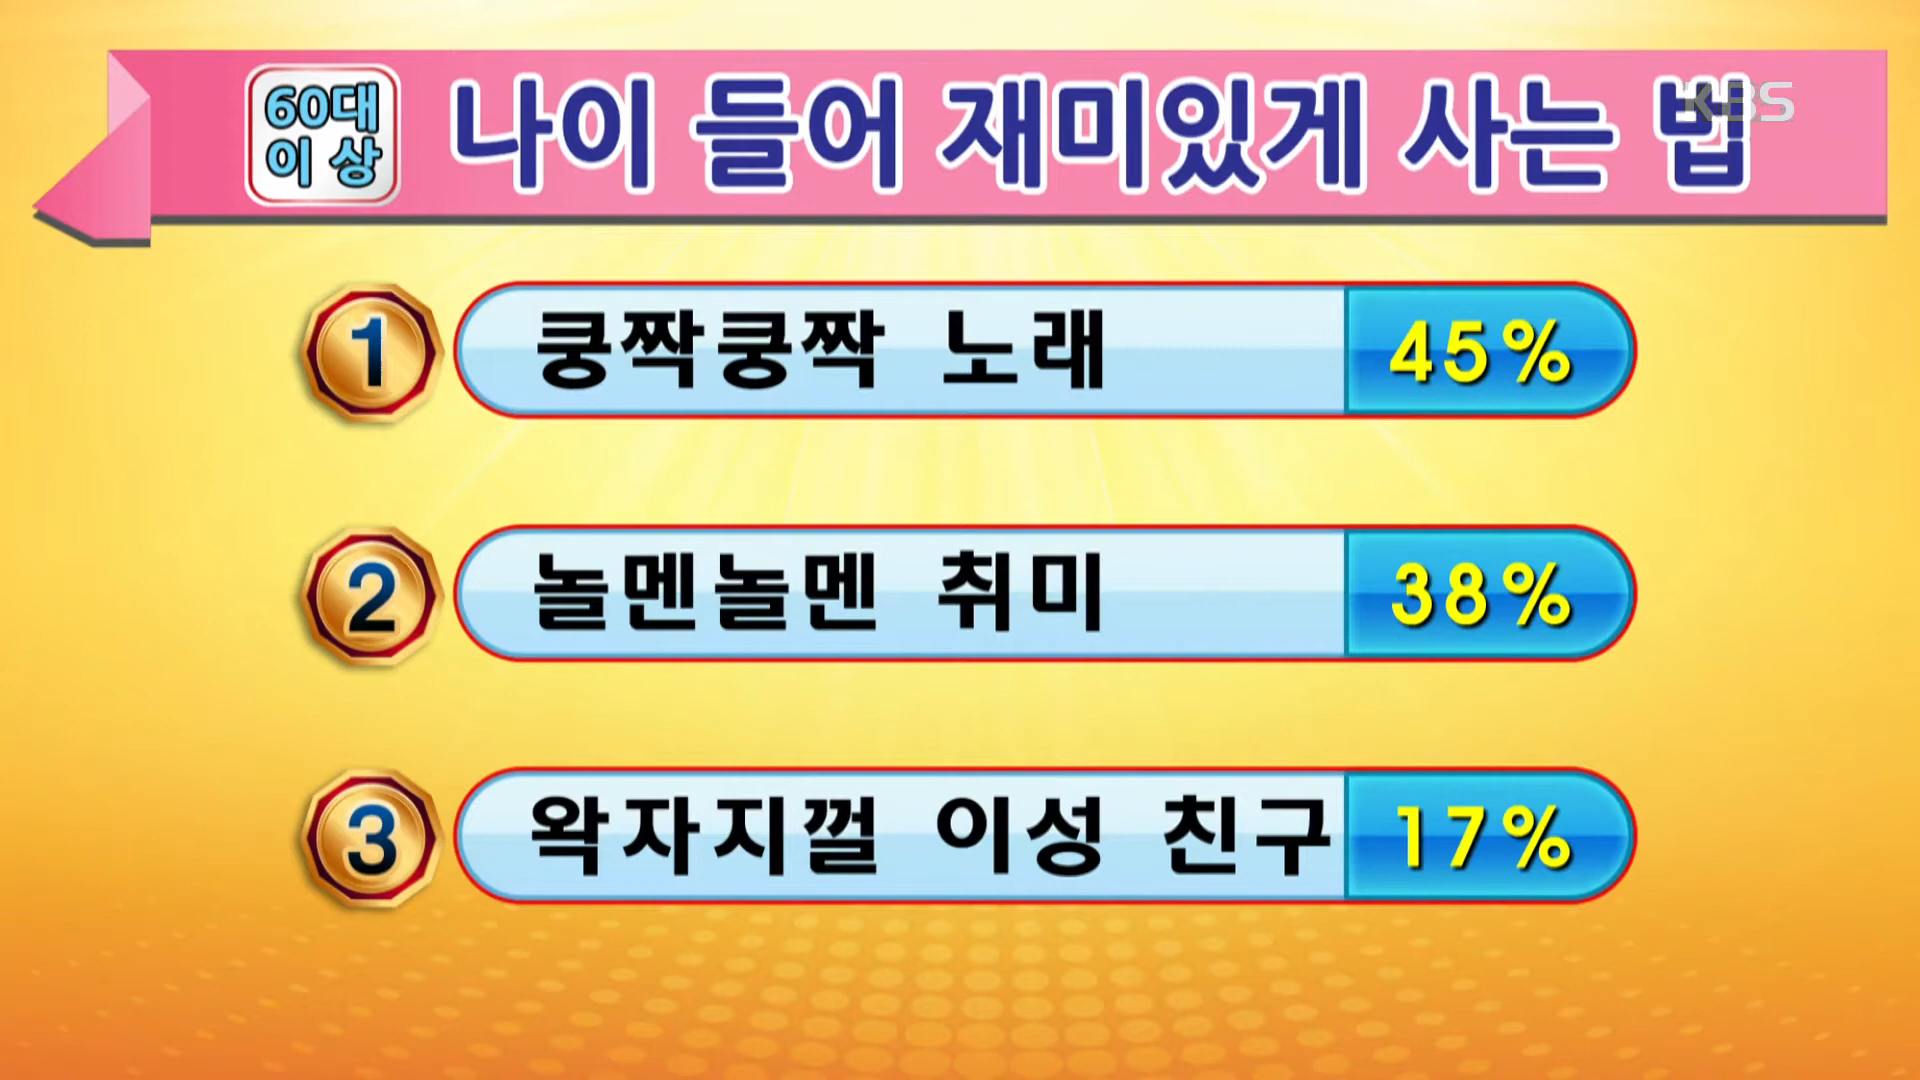 60대
이 상
나이 들어 재미있게 사는 법
KBS
1 쿵짝쿵짝 노래 45%
2 놀멘놀멘 취미 38%
3 왁자지껄 이성 친구 17%